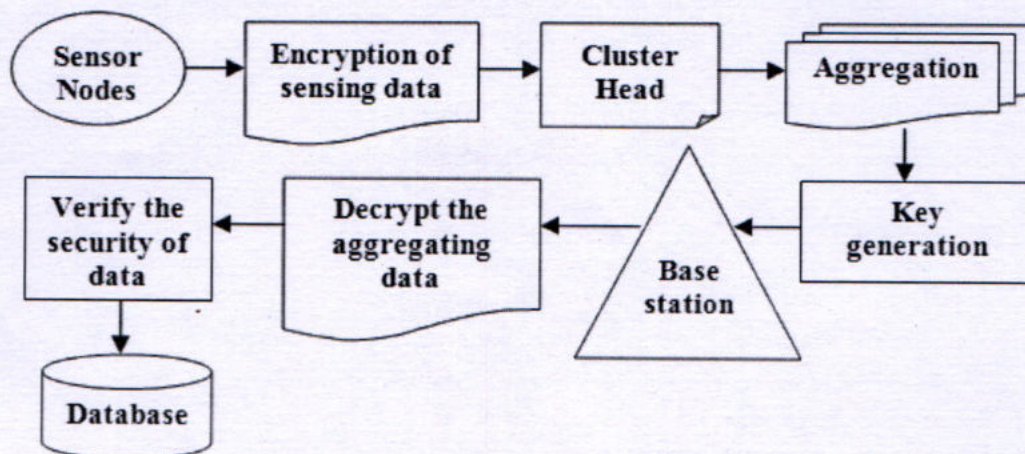 Sensor
Nodes
Encryption of
sensing data
Cluster
Head
Aggregation
Key
generation
Base
station
Decrypt the
aggregating
data
Verify the
security of
data
Database